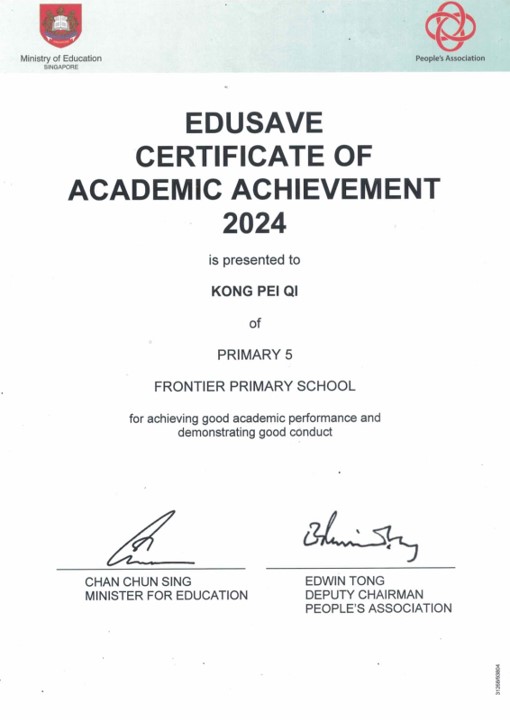 Ministry of Education
SINGAPORE
People's Association
EDUSAVE
CERTIFICATE OF
ACADEMIC ACHIEVEMENT
2024
is presented to
KONG PEI QI
of
PRIMARY 5
FRONTIER PRIMARY SCHOOL
for achieving good academic performance and
demonstrating good conduct
CHAN CHUN SING
MINISTER FOR EDUCATION
EDWIN TONG
DEPUTY CHAIRMAN
PEOPLE'S ASSOCIATION